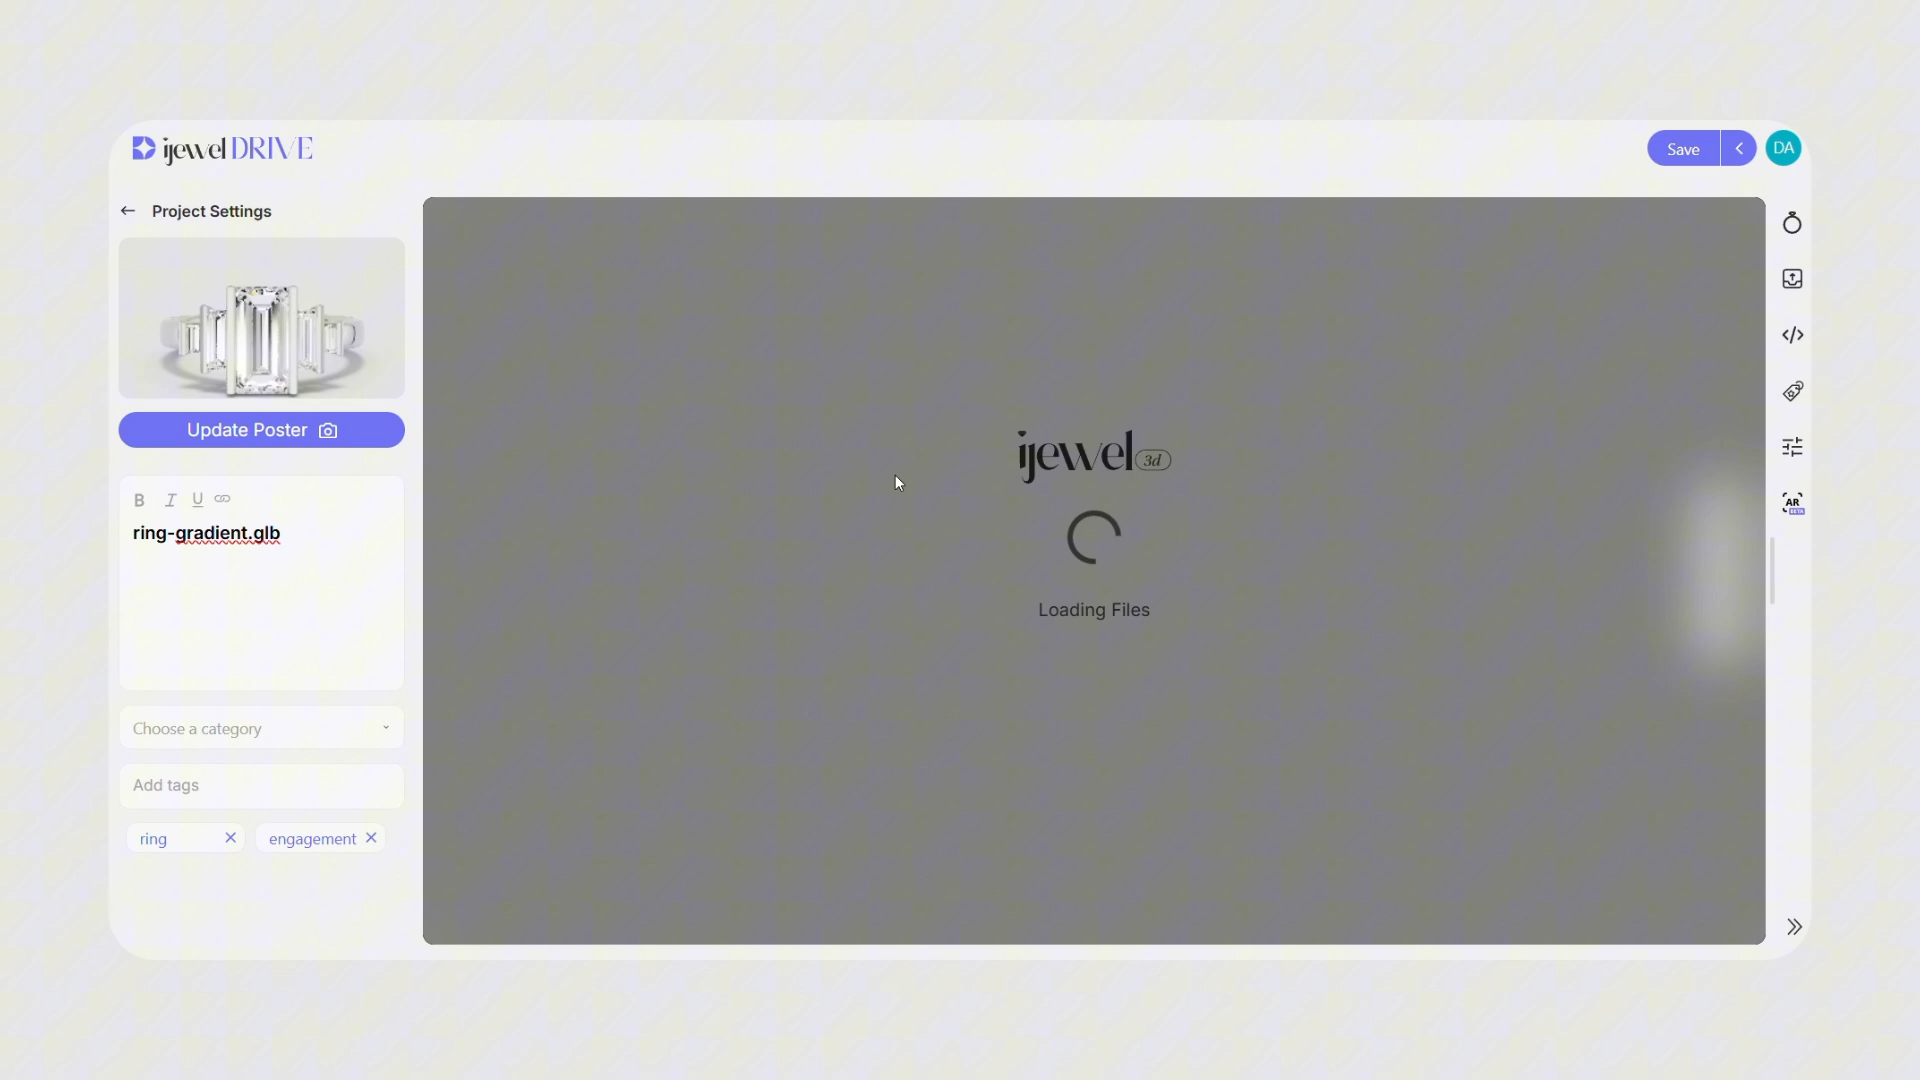 ijewel DRIVE
Save
DA
Project Settings
Update Poster
B I U
ring-gradient.glb
Choose a category
Add tags
ring
engagement
ijewel 3d
Loading Files
AR
BETA